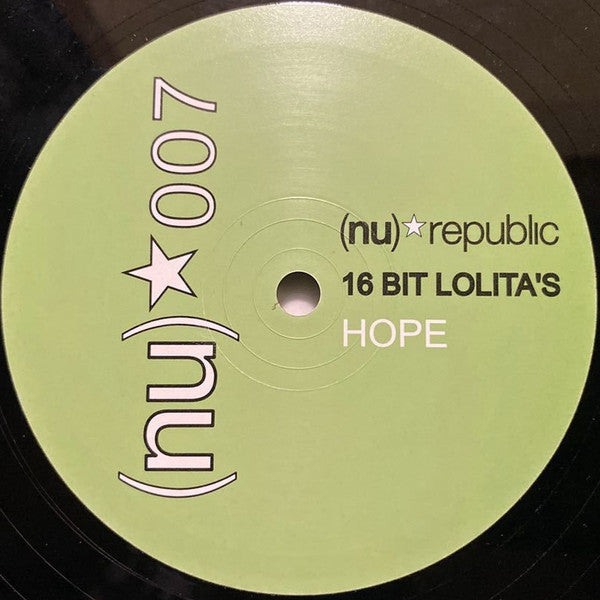 (nu)★007
(nu)★republic
16 BIT LOLITA'S
HOPE